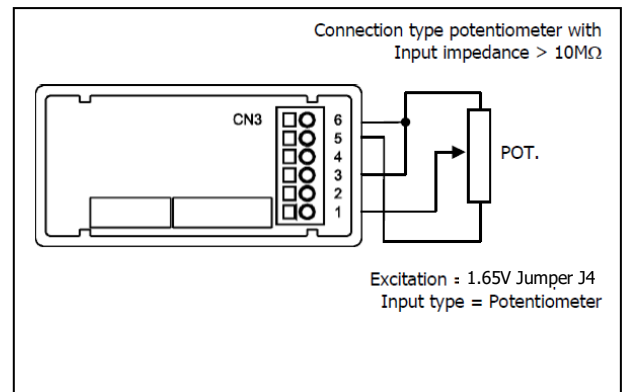 Connection type potentiometer with
Input impedance > 10MΩ
CN3
6
5
4
3
2
1
POT.
Excitation = 1.65V Jumper J4
Input type = Potentiometer